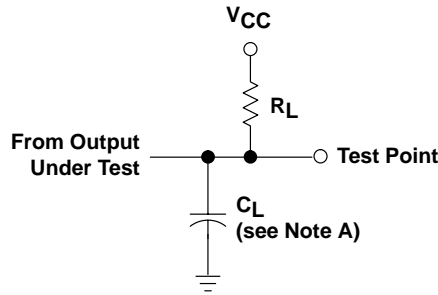 VCC
RL
From Output
Under Test
Test Point
CL
(see Note A)